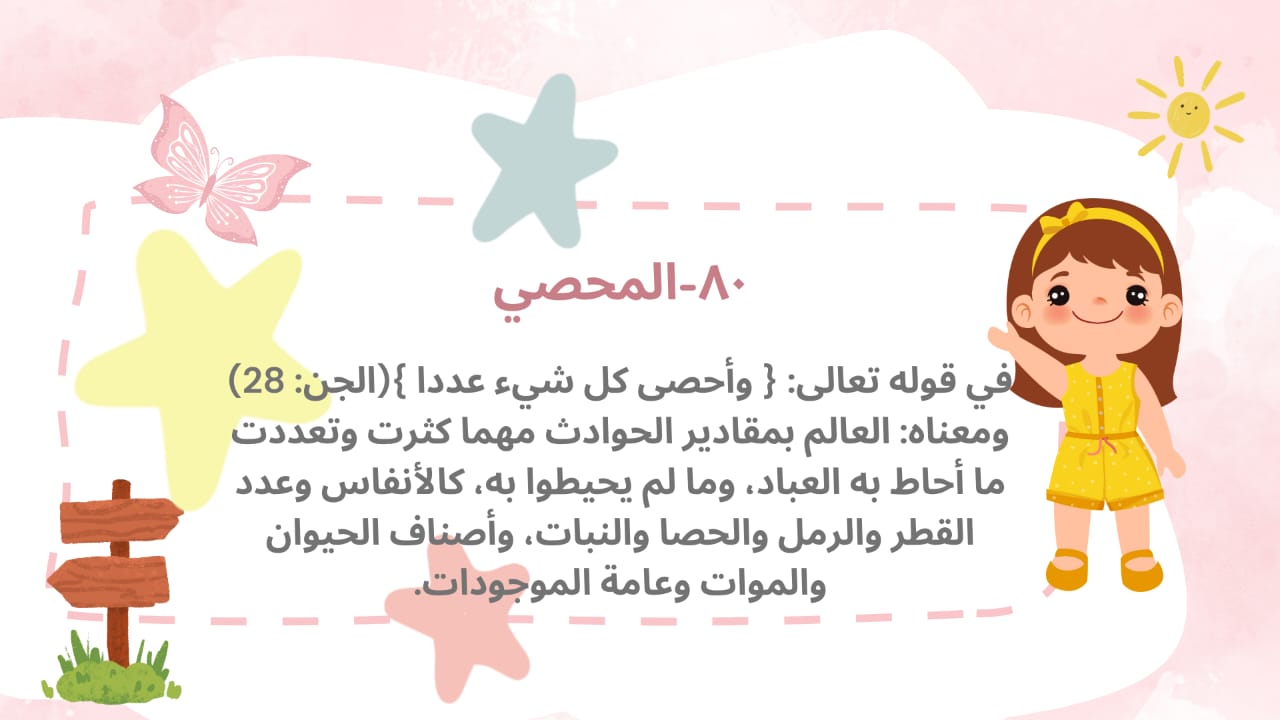 ٨٠-المحصي
في قوله تعالى: { وأحصى كل شيء عددا }(الجن: 28)
ومعناه: العالم بمقادير الحوادث مهما كثرت وتعددت
ما أحاط به العباد، وما لم يحيطوا به، كالأنفاس وعدد
القطر والرمل والحصا والنبات، وأصناف الحيوان
والموات وعامة الموجودات.